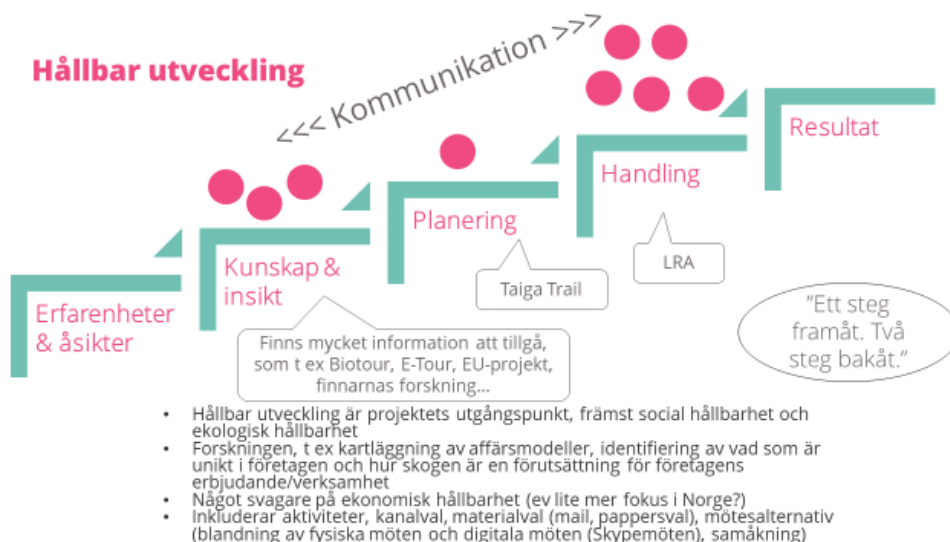 Hållbar utveckling
<<< Kommunikation >>>
Resultat
Handling
Planering
Kunskap &
insikt
Erfarenheter
& åsikter
LRA
Taiga Trail
Finns mycket information att tillgå,
som t ex Biotour, E-Tour, EU-projekt,
finnarnas forskning...
"Ett steg
framåt. Två
steg bakåt."
• Hållbar utveckling är projektets utgångspunkt, främst social hållbarhet och
ekologisk hållbarhet
• Forskningen, t ex kartläggning av affärsmodeller, identifiering av vad som är
unikt i företagen och hur skogen är en förutsättning för företagens
erbjudande/verksamhet
• Något svagare på ekonomisk hållbarhet (ev lite mer fokus i Norge?)
• Inkluderar aktiviteter, kanalval, materialval (mail, pappersval), mötesalternativ
(blandning av fysiska möten och digitala möten (Skypemöten), samåkning)